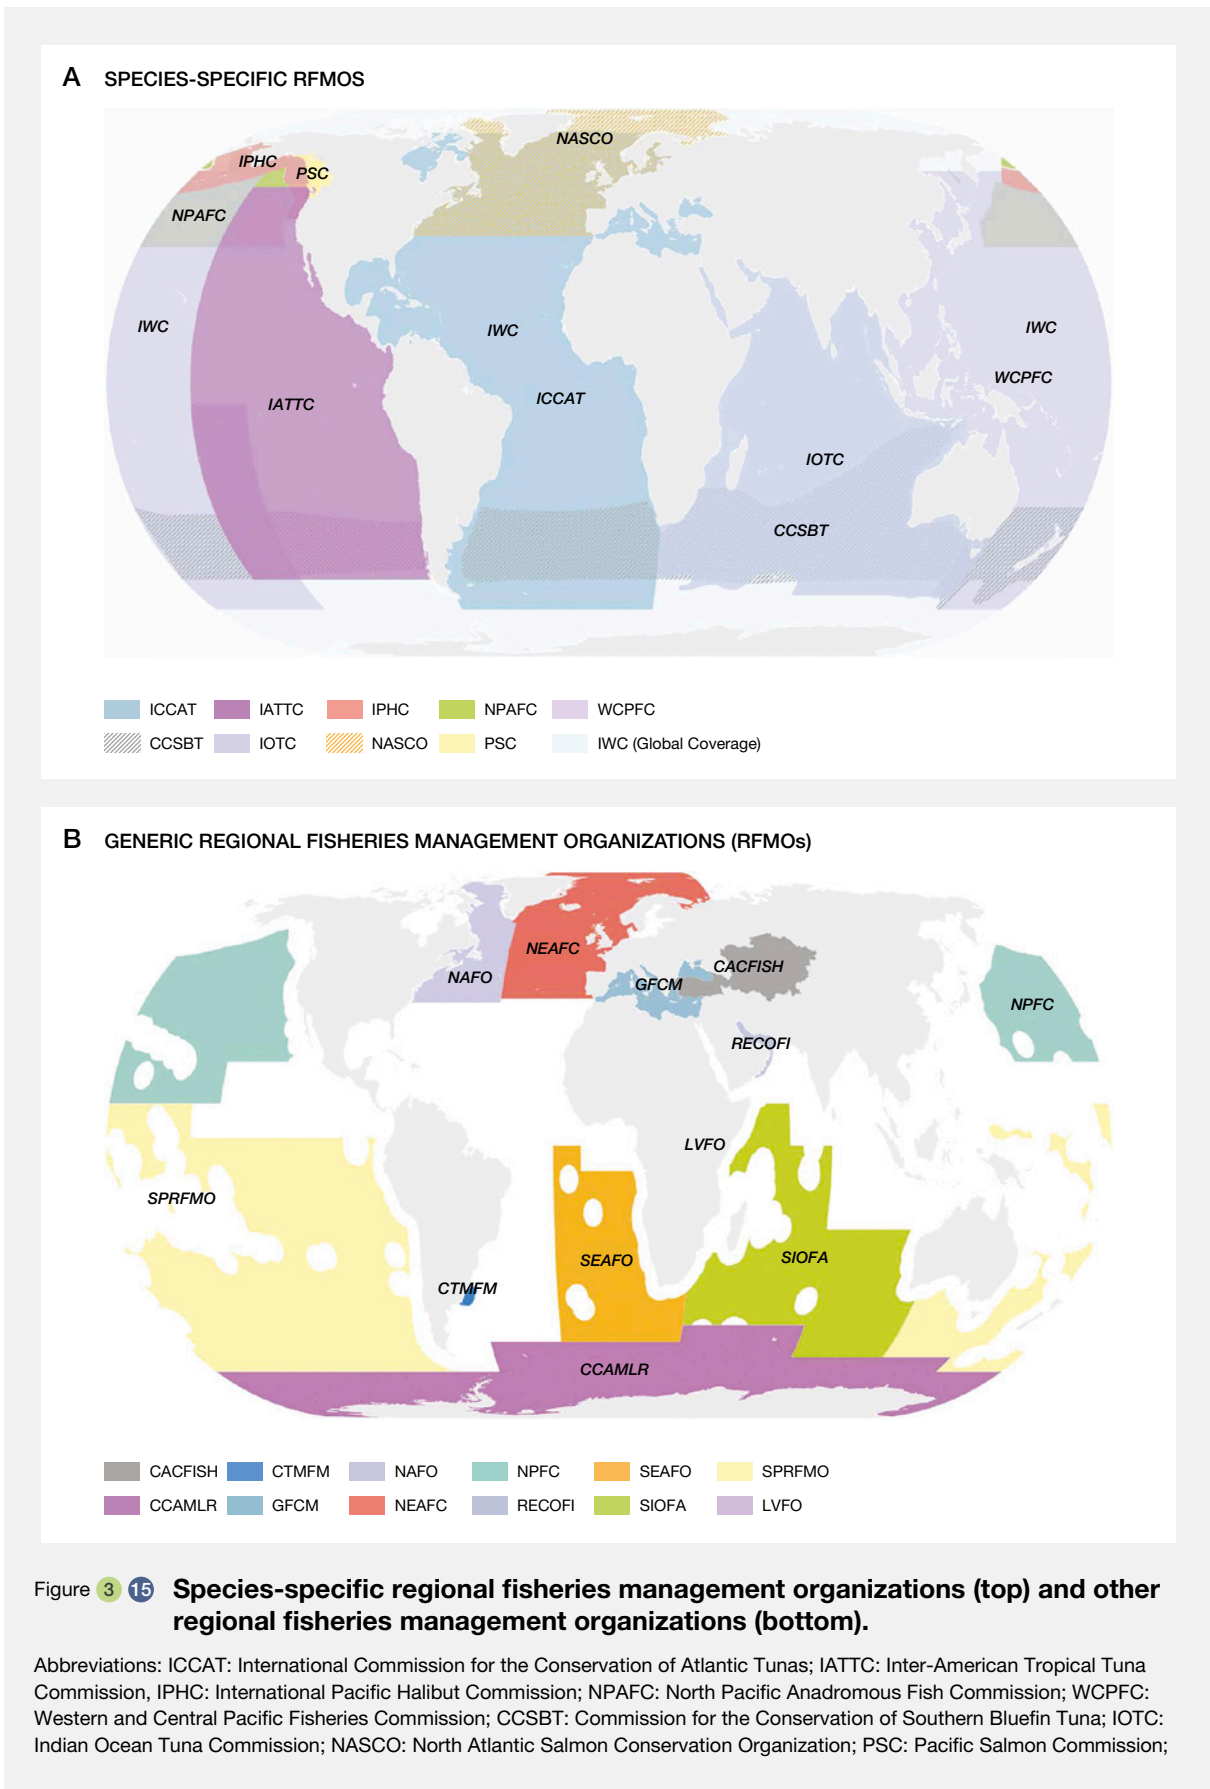 A SPECIES-SPECIFIC RFMOS
NASCO
IPHC
PSC
NPAFC
IWC
IWC
IWC
WCPFC
IATTC
ICCAT
IOTC
CCSBT
ICCAT IATTC IPHC NPAFC WCPFC
CCSBT IOTC NASCO PSC IWC (Global Coverage)
B GENERIC REGIONAL FISHERIES MANAGEMENT ORGANIZATIONS (RFMOs)
NEAFC
NAFO
CACFISH
GFCM
NPFC
RECOFI
LVFO
SPRFMO
SEAFO
SIOFA
CTMFM
CCAMLR
CACFISH CTMFM NAFO NPFC SEAFO SPRFMO
CCAMLR GFCM NEAFC RECOFI SIOFA LVFO
Figure 3 15 Species-specific regional fisheries management organizations (top) and other
regional fisheries management organizations (bottom).
Abbreviations: ICCAT: International Commission for the Conservation of Atlantic Tunas; IATTC: Inter-American Tropical Tuna
Commission, IPHC: International Pacific Halibut Commission; NPAFC: North Pacific Anadromous Fish Commission; WCPFC:
Western and Central Pacific Fisheries Commission; CCSBT: Commission for the Conservation of Southern Bluefin Tuna; IOTC:
Indian Ocean Tuna Commission; NASCO: North Atlantic Salmon Conservation Organization; PSC: Pacific Salmon Commission;